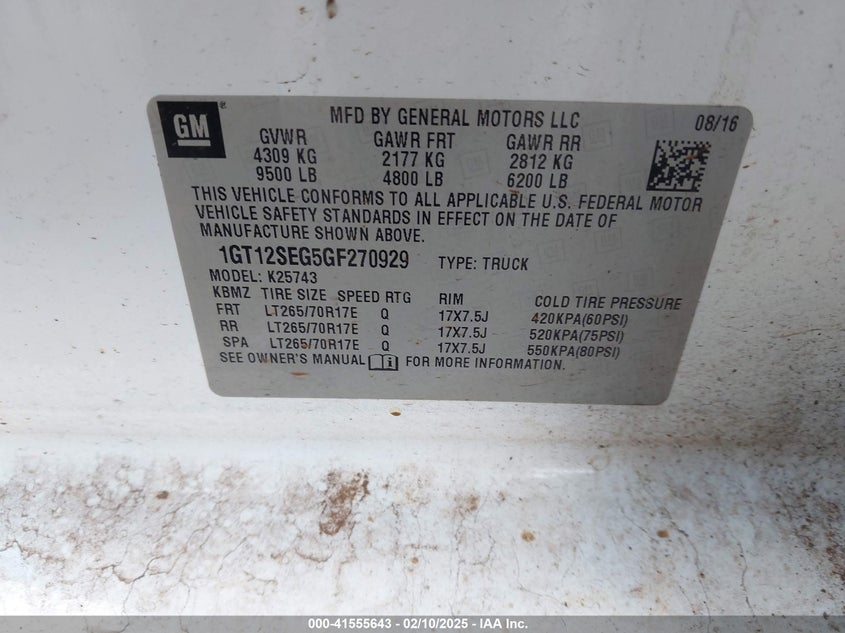 GM
MFD BY GENERAL MOTORS LLC 08/16
GVWR GAWR FRT GAWR RR
4309 KG 2177 KG 2812 KG
9500 LB 4800 LB 6200 LB
THIS VEHICLE CONFORMS TO ALL APPLICABLE U.S. FEDERAL MOTOR
VEHICLE SAFETY STANDARDS IN EFFECT ON THE DATE OF
MANUFACTURE SHOWN ABOVE.
1GT12SEG5GF270929 TYPE: TRUCK
MODEL: K25743
KBMZ TIRE SIZE SPEED RTG RIM COLD TIRE PRESSURE
FRT LT265/70R17E Q 17X7.5J 420KPA(60PSI)
RR LT265/70R17E Q 17X7.5J 520KPA(75PSI)
SPA LT265/70R17E Q 17X7.5J 550KPA(80PSI)
SEE OWNER'S MANUAL FOR MORE INFORMATION.
000-41555643 - 02/10/2025 - IAA Inc.